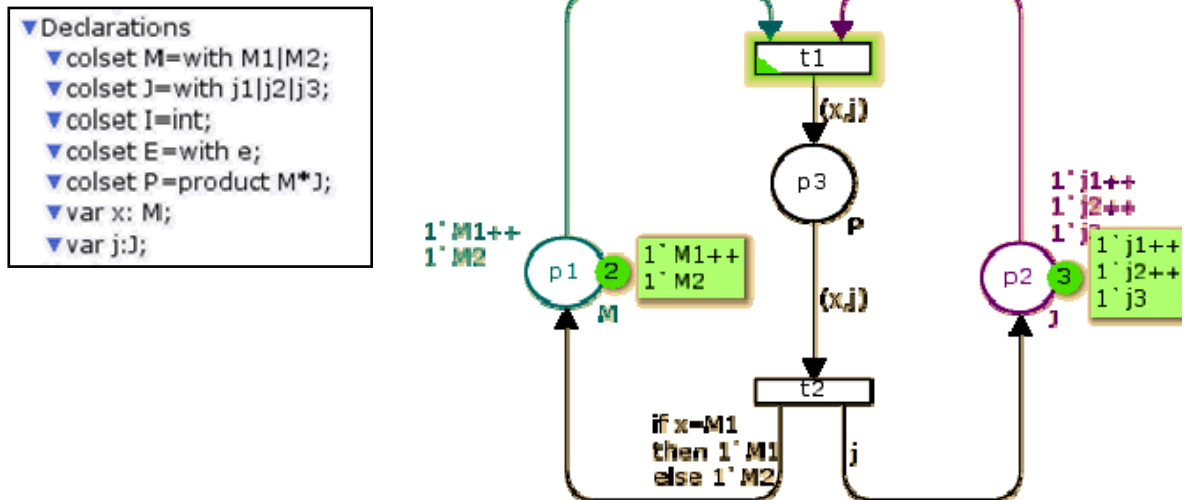 Declarations
colset M=with M1|M2;
colset J=with j1|j2|j3;
colset I=int;
colset E=with e;
colset P=product M*J;
var x: M;
var j:J;
t1
(x,j)
p3
P
1`M1++
1`M2
p1
2
1`M1++
1`M2
M
1`j1++
1`j2++
p2
3
1`j1++
1`j2++
1`j3
J
(x,j)
t2
if x=M1
then 1`M1
else 1`M2
j